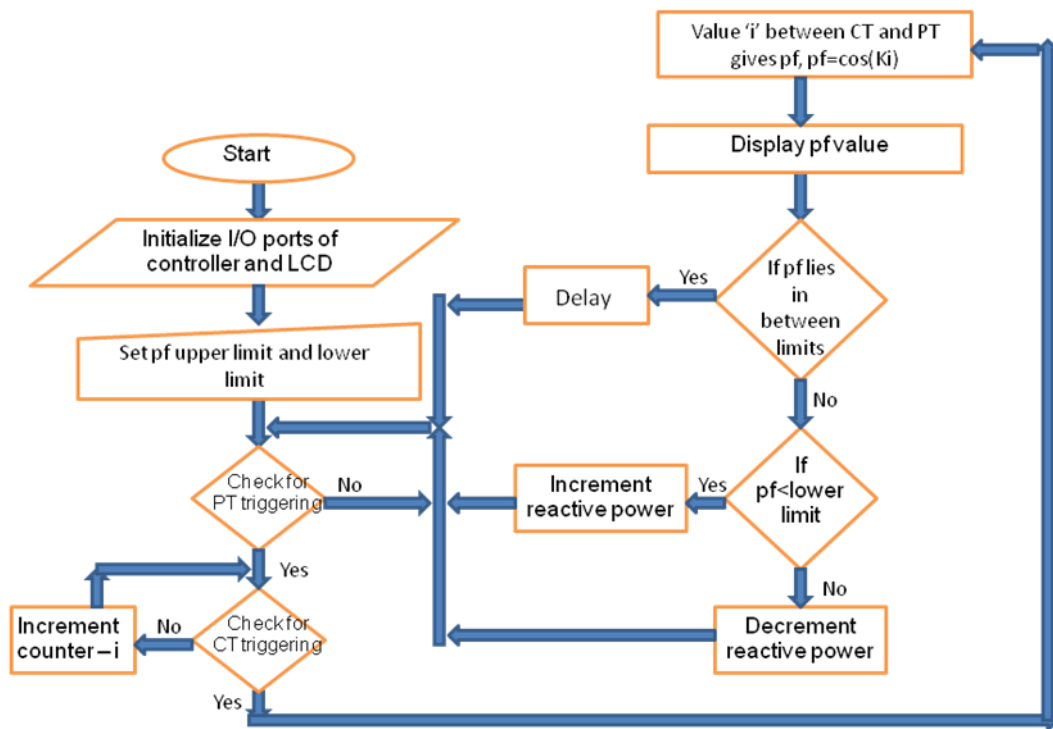 Start
Initialize I/O ports of
controller and LCD
Set pf upper limit and lower
limit
Check for
PT triggering
No
Yes
Check for
CT triggering
No
Increment
counter – i
Yes
Value ‘i’ between CT and PT
gives pf, pf=cos(Ki)
Display pf value
If pf lies
in
between
limits
Yes
Delay
No
If
pf<lower
limit
Yes
Increment
reactive power
No
Decrement
reactive power